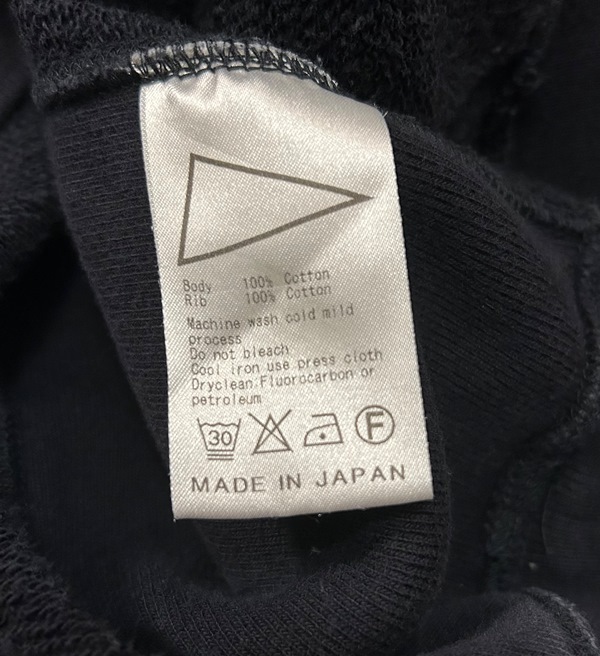 Body 100% Cotton
Rib 100% Cotton
Machine wash cold mild
process
Do not bleach
Cool iron use press cloth
Dryclean:Fluorocarbon or
petroleum
30 F
MADE IN JAPAN